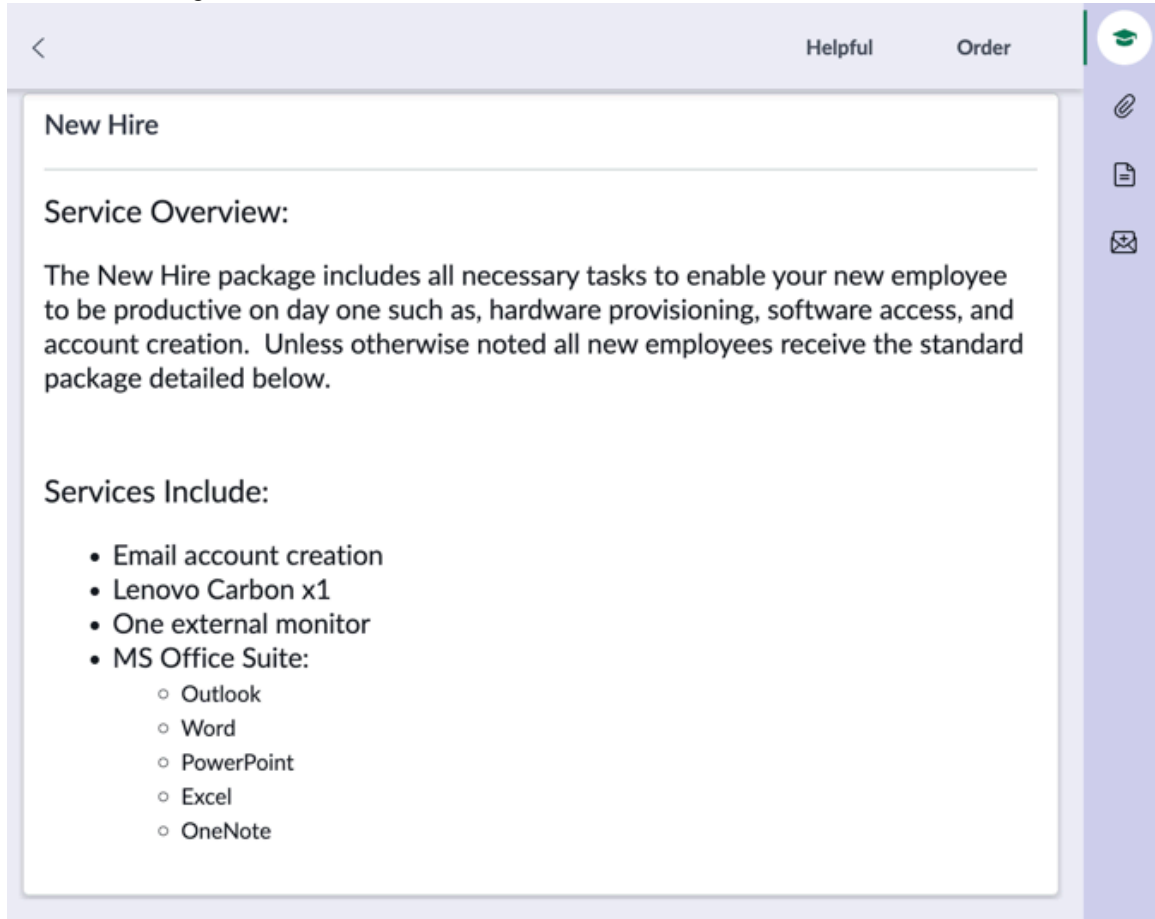 Helpful Order
New Hire
Service Overview:
The New Hire package includes all necessary tasks to enable your new employee
to be productive on day one such as, hardware provisioning, software access, and
account creation.  Unless otherwise noted all new employees receive the standard
package detailed below.
Services Include:
• Email account creation
• Lenovo Carbon x1
• One external monitor
• MS Office Suite:
◦ Outlook
◦ Word
◦ PowerPoint
◦ Excel
◦ OneNote